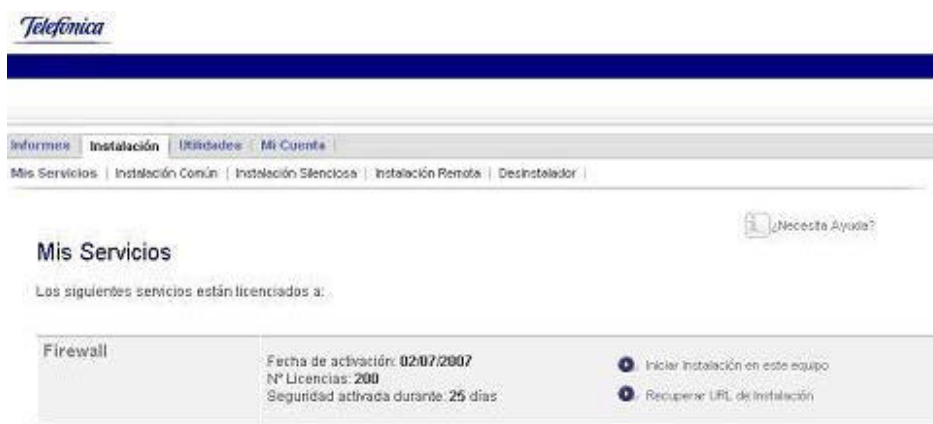 Telefónica
Informes | Instalación | Utilidades | Mi Cuenta |
Mis Servicios | Instalación Común | Instalación Silenciosa | Instalación Remota | Desinstalador |
¿Necesita Ayuda?
Mis Servicios
Los siguientes servicios están licenciados a:
Firewall
Fecha de activación: 02/07/2007
Nº Licencias: 200
Seguridad activada durante: 25 días
Iniciar Instalación en este equipo
Recuperar URL de Instalación